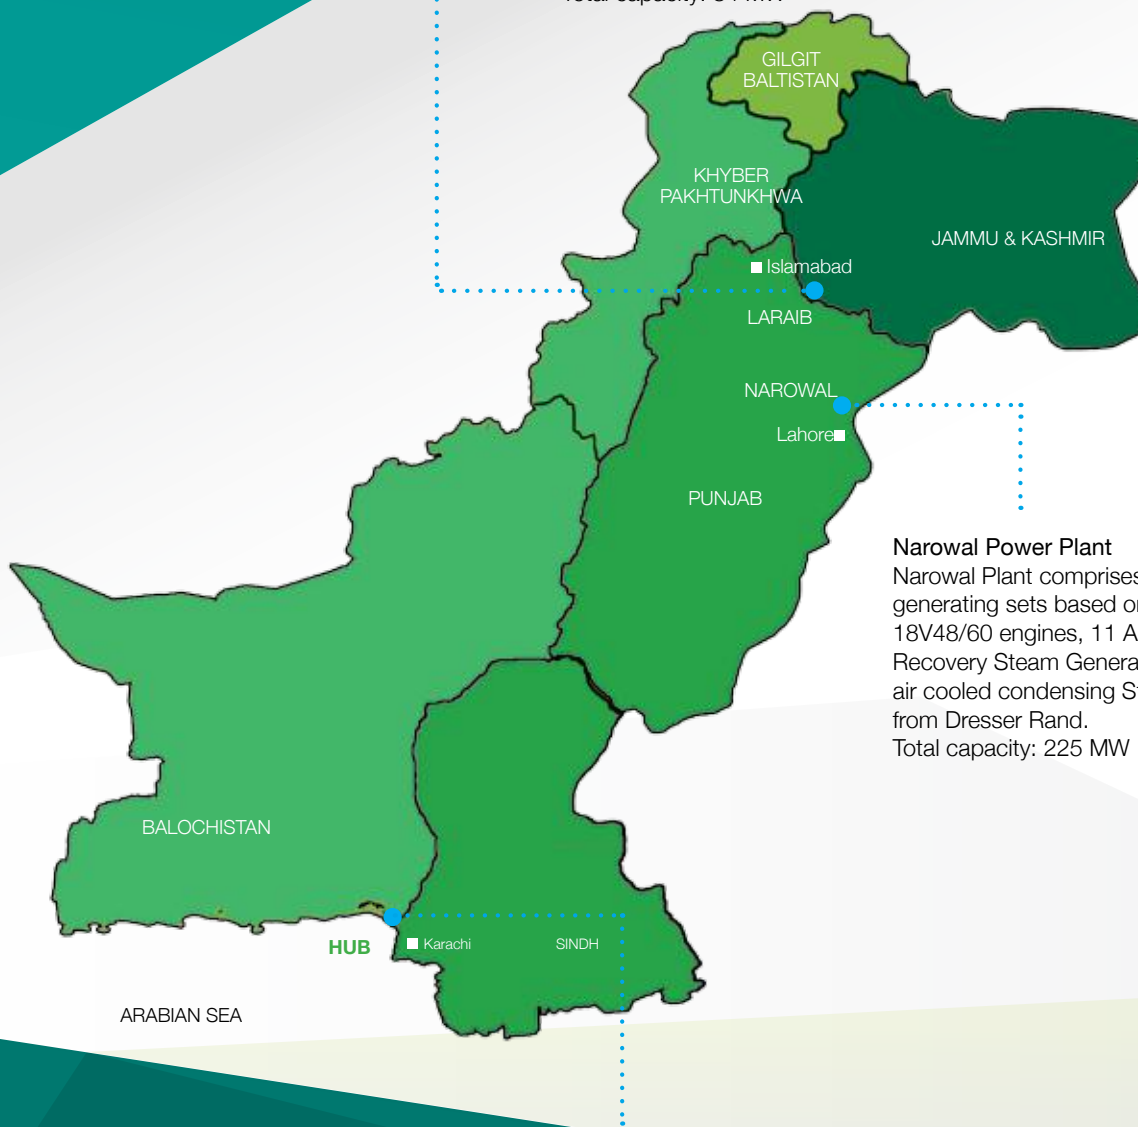 Total capacity:
GILGIT
BALTISTAN
KHYBER
PAKHTUNKHWA
JAMMU & KASHMIR
Islamabad
LARAIB
NAROWAL
Lahore
PUNJAB
Narowal Power Plant
Narowal Plant comprises
generating sets based
18V48/60 engines, 11
Recovery Steam
air cooled condensing
from Dresser Rand.
Total capacity: 225 MW
BALOCHISTAN
HUB
Karachi
SINDH
ARABIAN SEA